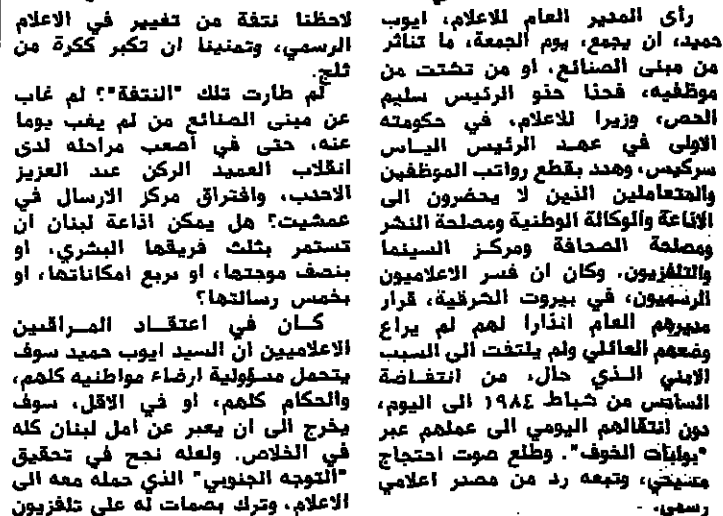 رأى المدير العام للاعلام، ايوب
حميد، ان يجمع، يوم الجمعة، ما تناثر
من مبنى الصنائع، او من تشتت من
موظفيه، فحذا حذو الرئيس سليم
الحص، وزيرا للاعلام، في حكومته
الاولى في عهد الرئيس الياس
سركيس، وهدد بقطع رواتب الموظفين
والمتعاملين الذين لا يحضرون الى
الاذاعة والوكالة الوطنية ومصلحة النشر
ومصلحة الصحافة ومركز السينما
والتلفزيون. وكان ان فسر الاعلاميون
الرسميون، في بيروت الشرقية، قرار
مديرهم العام انذارا لهم لم يراع
وضعهم العائلي ولم يلتفت الى السبب
الامني الذي حال، من انتفاضة
السادس من شباط ١٩٨٤ الى اليوم،
دون انتقالهم اليومي الى عملهم عبر
"بوابات الخوف". وطلع صوت احتجاج
مسيحي، وتبعه رد من مصدر اعلامي
رسمي.
لاحظنا نتفة من تغيير في الاعلام
الرسمي، وتمنينا ان تكبر ككرة من
ثلج.
لم طارت تلك "النتفة"؟ لم غاب
عن مبنى الصنائع من لم يغب يوما
عنه، حتى في أصعب مراحله لدى
انقلاب العميد الركن عبد العزيز
الاحدب، وافتراق مركز الارسال في
عمشيت؟ هل يمكن اذاعة لبنان ان
تستمر بثلث فريقها البشري، او
بنصف موجتها، او بربع امكاناتها، او
بخمس رسالتها؟
كان في اعتقاد المراقبين
الاعلاميين ان السيد ايوب حميد سوف
يتحمل مسؤولية ارضاء مواطنيه كلهم،
والحكام كلهم، او في الاقل، سوف
يخرج الى ان يعبر عن امل لبنان كله
في الخلاص. ولعله نجح في تحقيق
"التوجه الجنوبي" الذي حمله معه الى
الاعلام، وترك بصمات له على تلفزيون